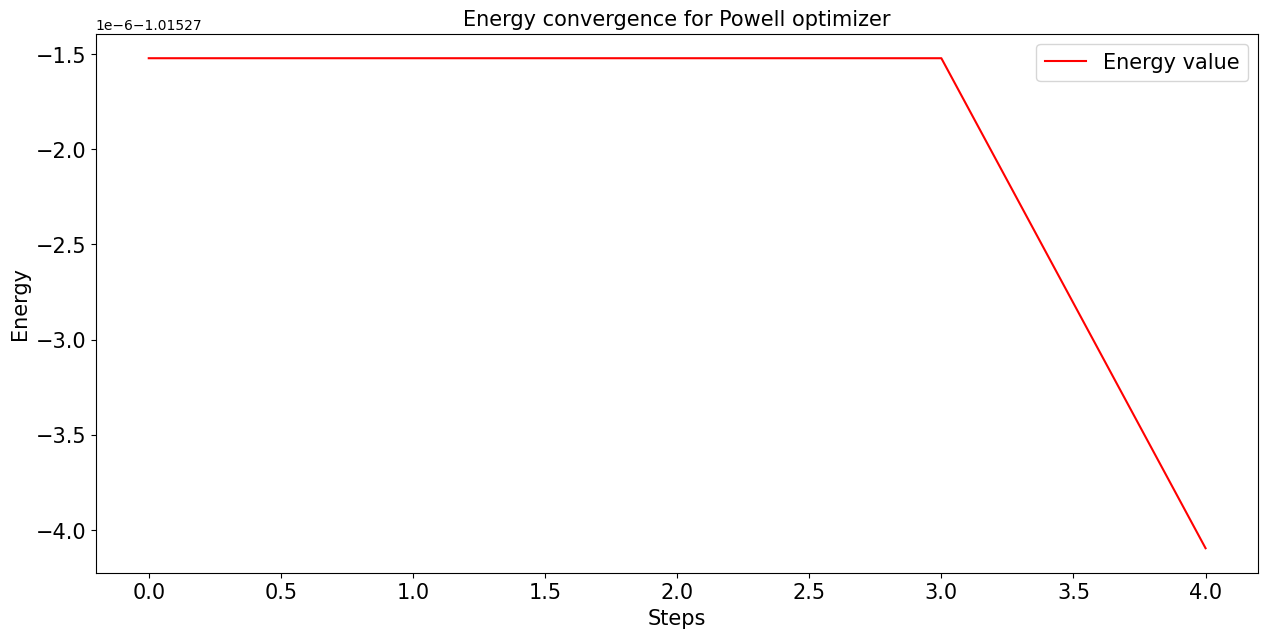 Energy convergence for Powell optimizer
1e−6−1.01527
Energy value
−1.5
−2.0
−2.5
−3.0
−3.5
−4.0
Energy
0.0 0.5 1.0 1.5 2.0 2.5 3.0 3.5 4.0
Steps